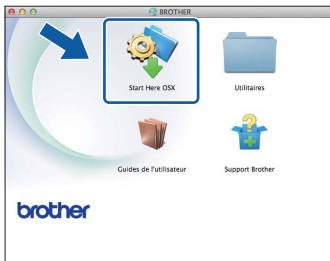 BROTHER
Start Here OSX
Utilitaires
Guides de l'utilisateur
Support Brother
brother